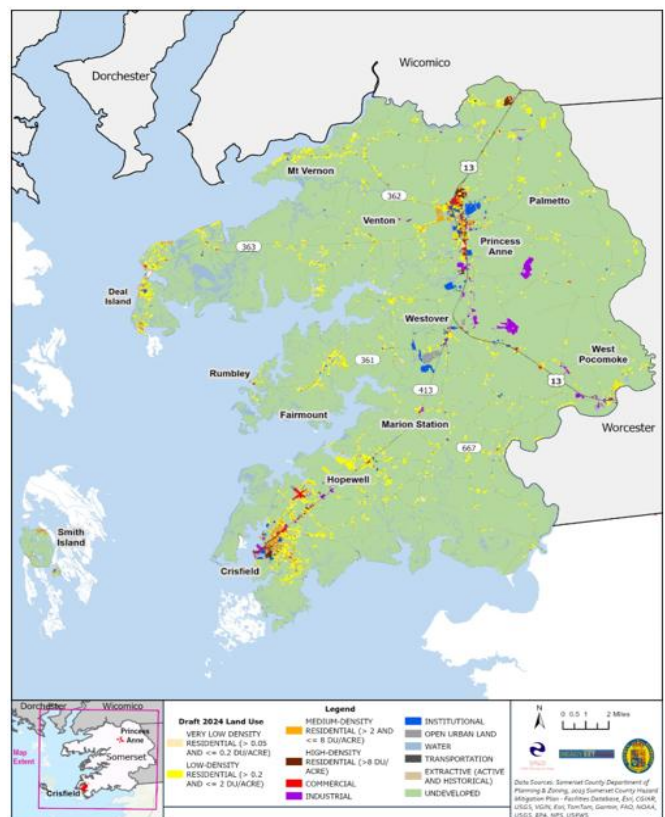 Wicomico
Dorchester
13
Mt Vernon
362
Palmetto
Venton
363
Princess
Anne
Deal
Island
Westover
West
Pocomoke
361
Rumbley
13
413
Fairmount
Worcester
Marion Station
667
Hopewell
Smith
Island
Crisfield
Wicomico
Princess
Anne
Map
Extent
Somerset
Crisfield
Legend
Draft 2024 Land Use
VERY LOW DENSITY
RESIDENTIAL (> 0.05
AND <= 0.2 DU/ACRE)
LOW-DENSITY
RESIDENTIAL (> 0.2
AND <= 2 DU/ACRE)
MEDIUM-DENSITY
RESIDENTIAL (> 2 AND
<= 8 DU/ACRE)
HIGH-DENSITY
RESIDENTIAL (>8 DU/
ACRE)
COMMERCIAL
INDUSTRIAL
INSTITUTIONAL
OPEN URBAN LAND
WATER
TRANSPORTATION
EXTRACTIVE (ACTIVE
AND HISTORICAL)
UNDEVELOPED
N
0 0.5 1 2 Miles
Data Sources: Somerset County Department of
Planning & Zoning, 2023 Somerset County Hazard
Mitigation Plan - Facilities Database, Esri, CGIAR,
USGS, VGIN, Esri, TomTom, Garmin, FAO, NOAA,
USGS, EPA, NPS, USFWS